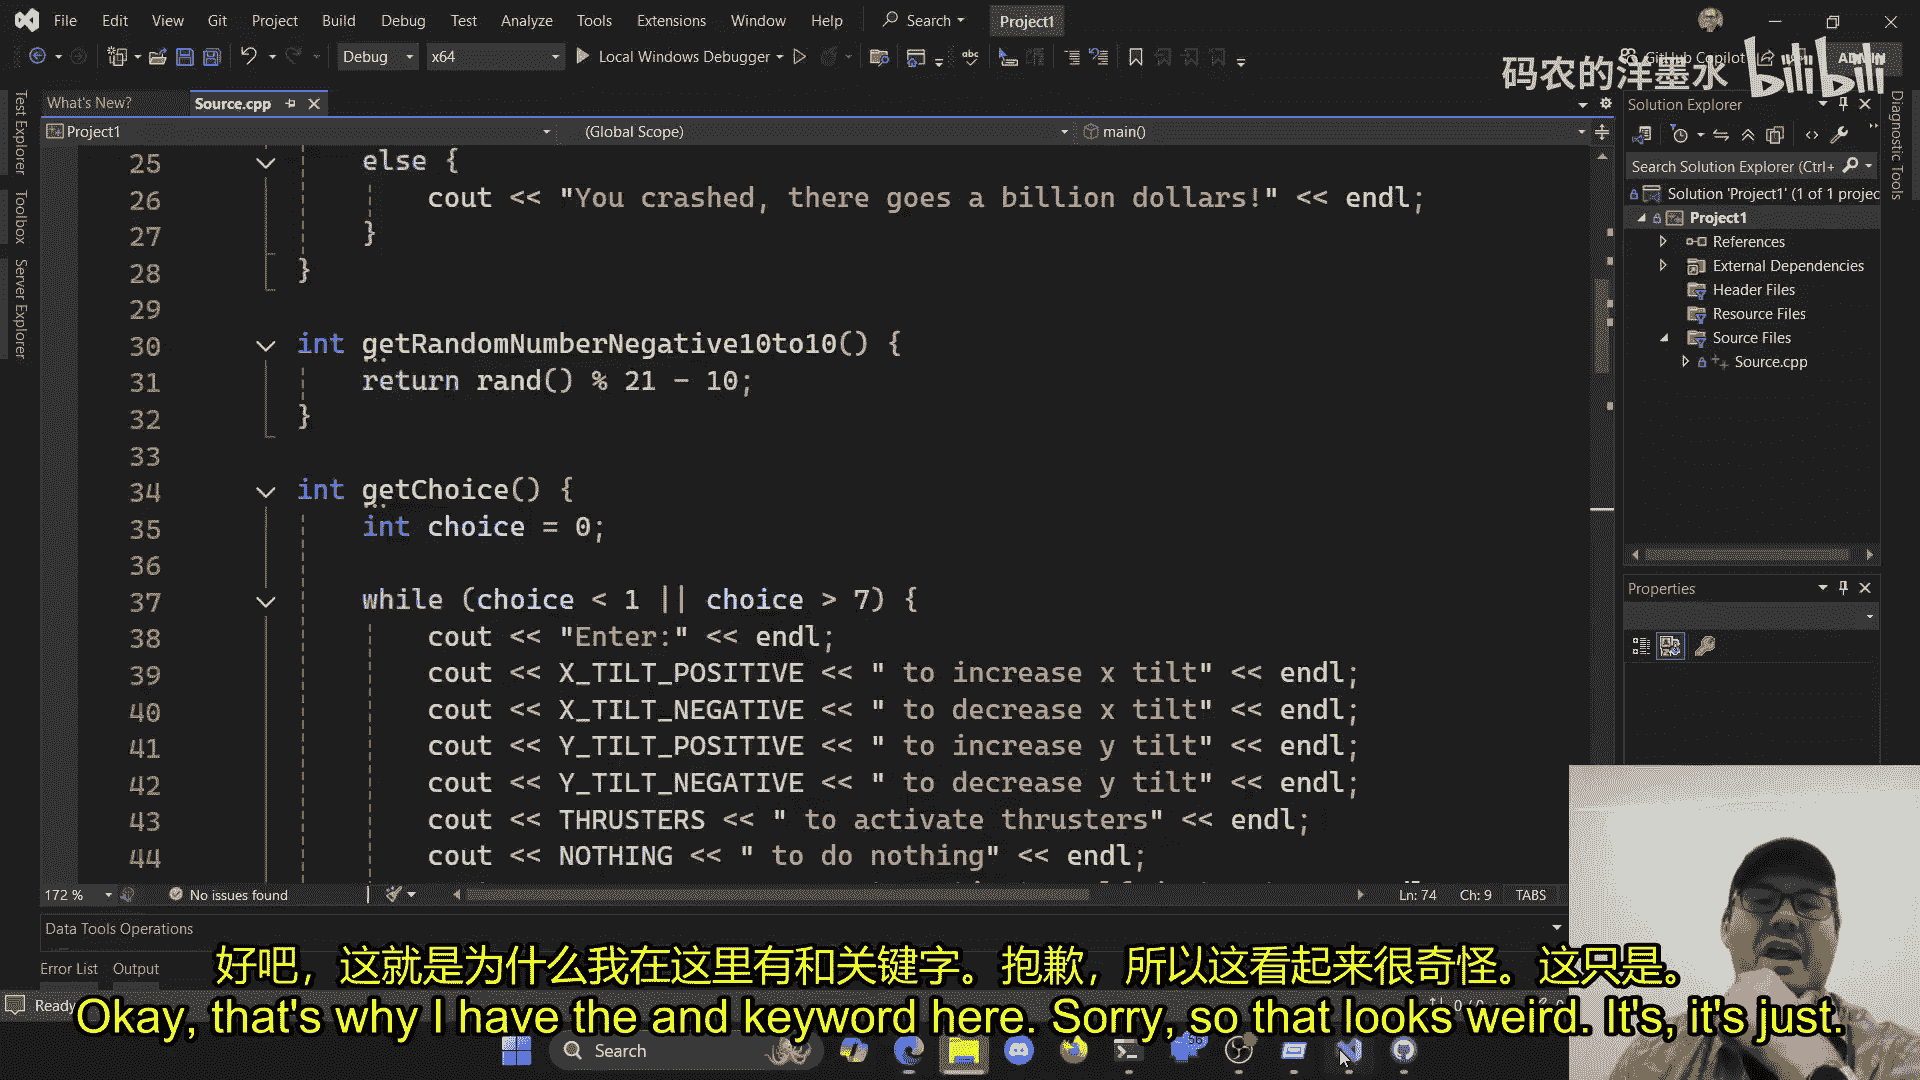 File Edit View Git Project Build Debug Test Analyze Tools Extensions Window Help Search Project1
Debug x64 Local Windows Debugger GitHub Copilot
码农的洋墨水 bilibili
What's New? Source.cpp
Project1 (Global Scope) main()
Test Explorer
Toolbox
Server Explorer
25 else {
26 cout << "You crashed, there goes a billion dollars!" << endl;
27 }
28 }
29
30 int getRandomNumberNegative10to10() {
31 return rand() % 21 - 10;
32 }
33
34 int getChoice() {
35 int choice = 0;
36
37 while (choice < 1 || choice > 7) {
38 cout << "Enter:" << endl;
39 cout << X_TILT_POSITIVE << " to increase x tilt" << endl;
40 cout << X_TILT_NEGATIVE << " to decrease x tilt" << endl;
41 cout << Y_TILT_POSITIVE << " to increase y tilt" << endl;
42 cout << Y_TILT_NEGATIVE << " to decrease y tilt" << endl;
43 cout << THRUSTERS << " to activate thrusters" << endl;
44 cout << NOTHING << " to do nothing" << endl;
172 % No issues found Ln: 74 Ch: 9 TABS
Data Tools Operations
Error List Output
Ready
Solution Explorer
Search Solution Explorer (Ctrl+
Solution 'Project1' (1 of 1 projec
Project1
References
External Dependencies
Header Files
Resource Files
Source Files
Source.cpp
Diagnostic Tools
Properties
好吧，这就是为什么我在这里有和关键字。抱歉，所以这看起来很奇怪。这只是。
Okay, that's why I have the and keyword here. Sorry, so that looks weird. It's, it's just.
Search